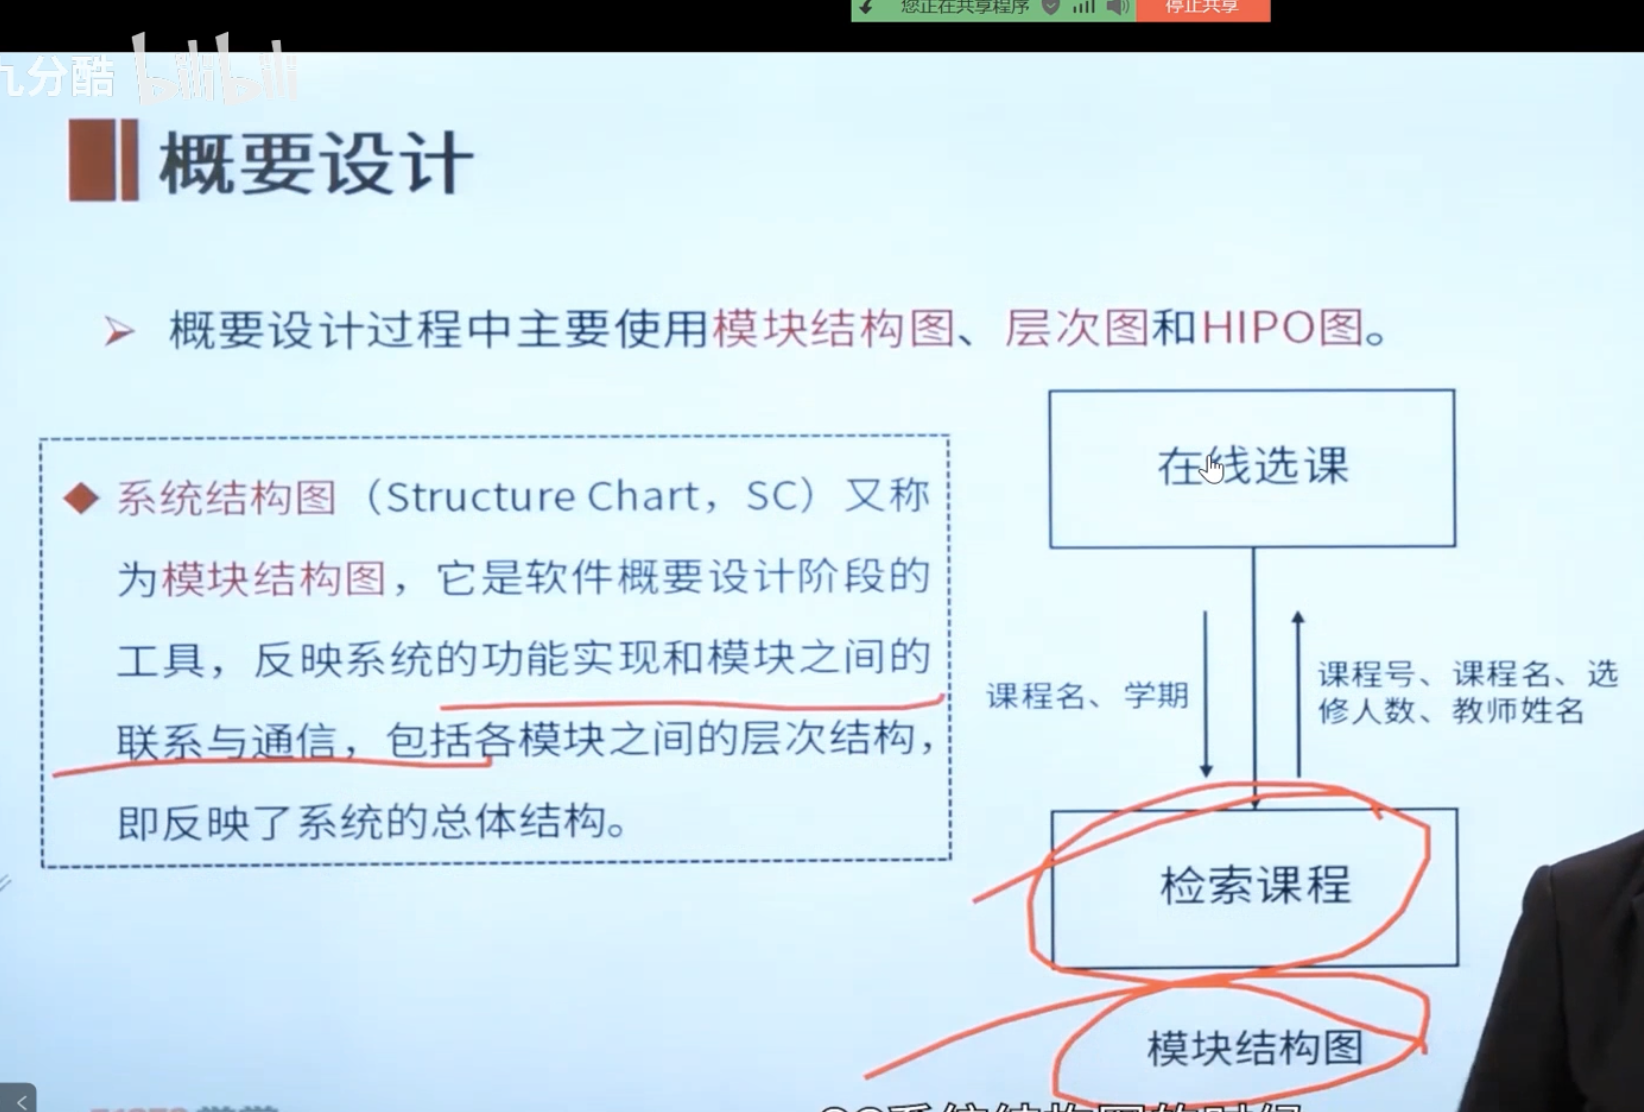 您正在共享程序
停止共享
九分酷 bilibili
概要设计
概要设计过程中主要使用模块结构图、层次图和HIPO图。
系统结构图（Structure Chart，SC）又称
为模块结构图，它是软件概要设计阶段的
工具，反映系统的功能实现和模块之间的
联系与通信，包括各模块之间的层次结构，
即反映了系统的总体结构。
在线选课
课程名、学期
课程号、课程名、选
修人数、教师姓名
检索课程
模块结构图